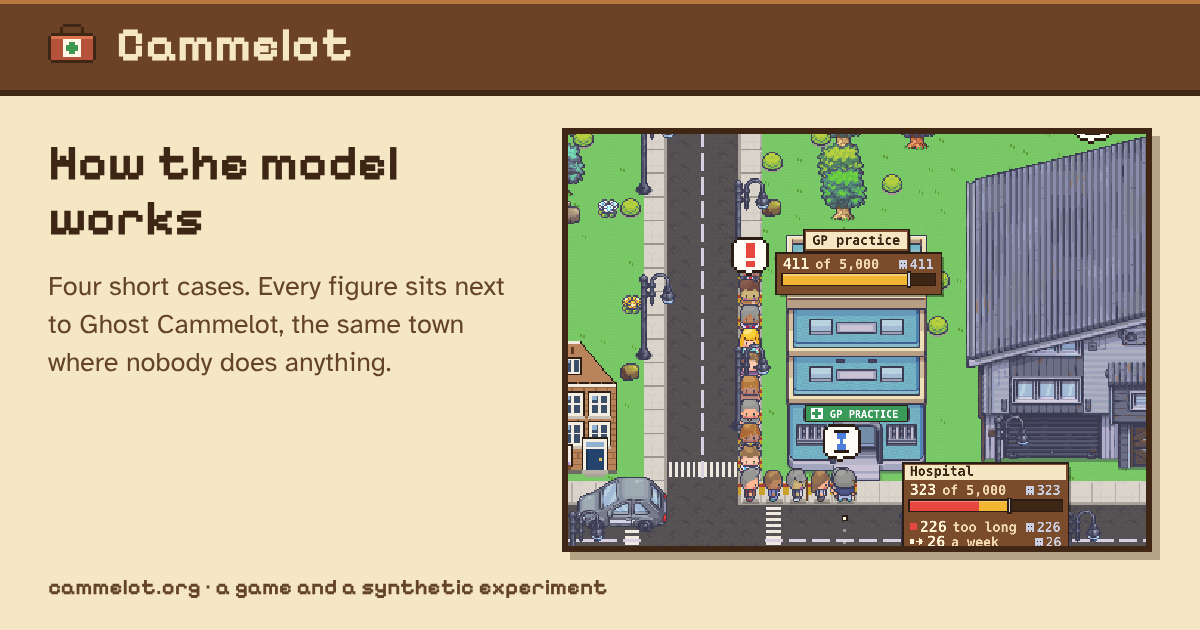 Cammelot
How the model
works
Four short cases. Every figure sits next
to Ghost Cammelot, the same town
where nobody does anything.
GP practice
411 of 5,000 411
GP PRACTICE
Hospital
323 of 5,000 323
226 too long 226
26 a week 26
cammelot.org · a game and a synthetic experiment